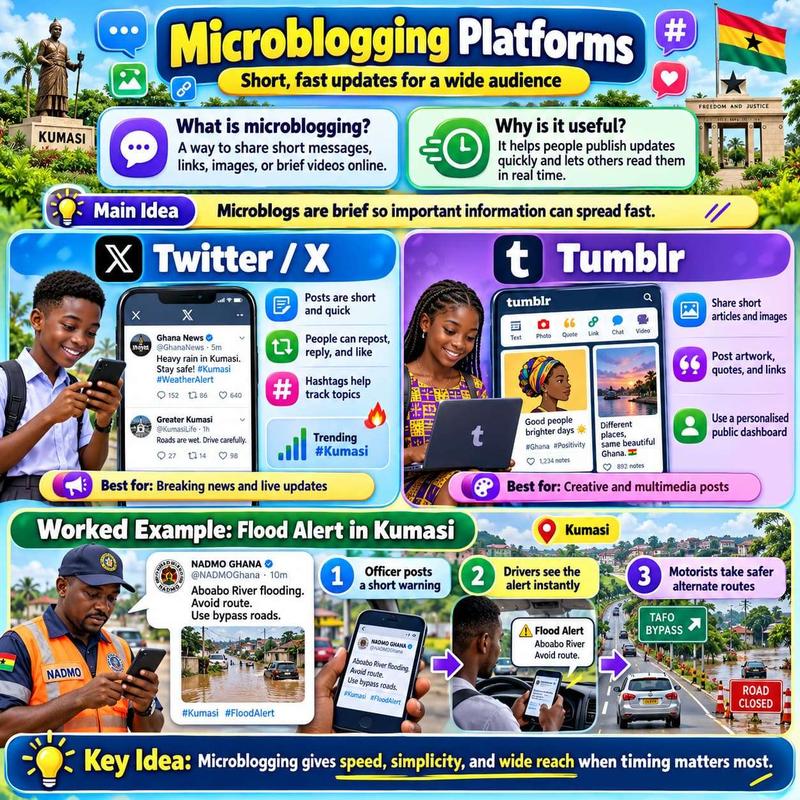 Microblogging Platforms
Short, fast updates for a wide audience
#
KUMASI
FREEDOM AND JUSTICE
What is microblogging?
A way to share short messages,
links, images, or brief videos online.
Why is it useful?
It helps people publish updates
quickly and lets others read them
in real time.
Main Idea
Microblogs are brief so important information can spread fast.
X Twitter / X
X
Ghana News
@GhanaNews · 5m
Heavy rain in Kumasi.
Stay safe! #Kumasi
#WeatherAlert
152 86 640
Greater Kumasi
@KumasiLife · 1h
Roads are wet. Drive carefully.
27 14 98
Posts are short
and quick
People can repost,
reply, and like
#
Hashtags help
track topics
Trending
#Kumasi
Best for: Breaking news and live updates
t Tumblr
t
tumblr
Text Photo Quote Link Chat Video
Good people
brighter days
#Ghana #Positivity
1,234 notes
Different
places,
same beautiful
Ghana.
892 notes
Share short
articles and images
Post artwork,
quotes, and links
Use a personalised
public dashboard
Best for: Creative and multimedia posts
Worked Example: Flood Alert in Kumasi
Kumasi
NADMO
NADMO GHANA
@NADMOGhana · 10m
Aboabo River flooding.
Avoid route.
Use bypass roads.
#Kumasi #FloodAlert
1 Officer posts
a short warning
NADMO GHANA
@NADMOGhana
Aboabo River flooding.
Avoid route.
Use bypass roads.
#Kumasi #FloodAlert
2 Drivers see the
alert instantly
Flood Alert
Aboabo River
Avoid route.
3 Motorists take safer
alternate routes
TAFO
BYPASS
ROAD
CLOSED
Key Idea: Microblogging gives speed, simplicity, and wide reach when timing matters most.